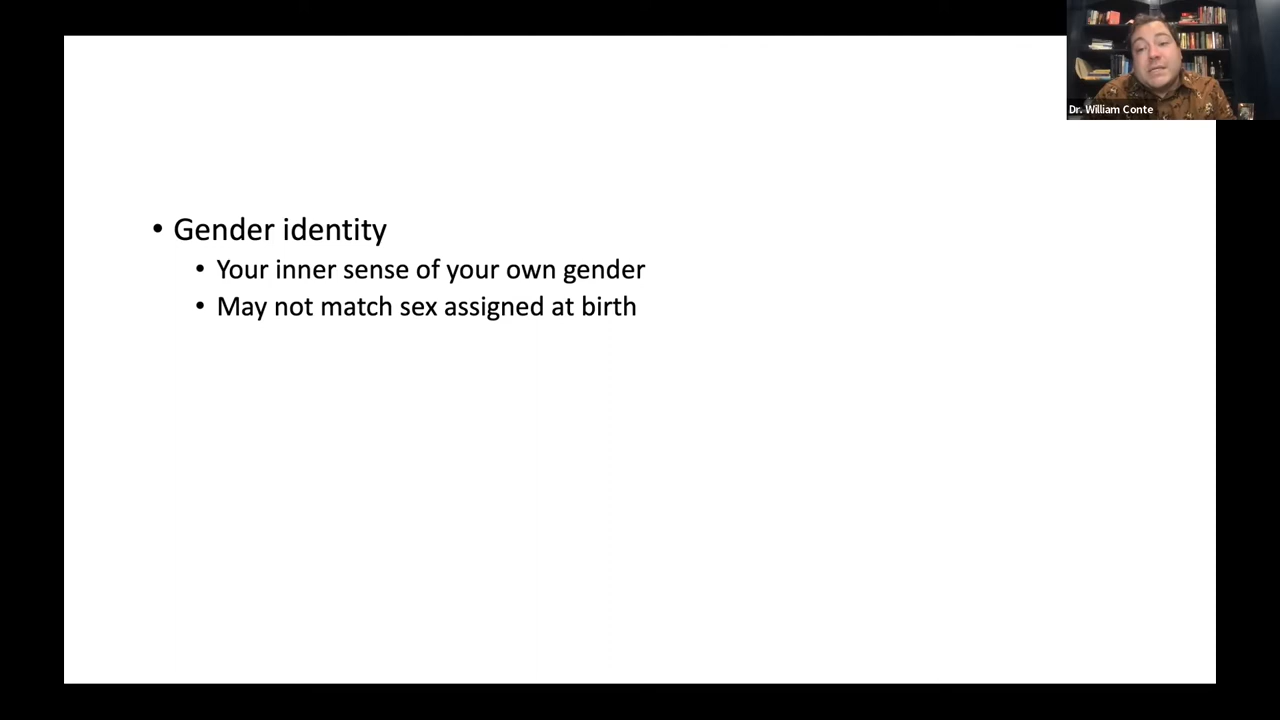 Dr. William Conte
• Gender identity
• Your inner sense of your own gender
• May not match sex assigned at birth